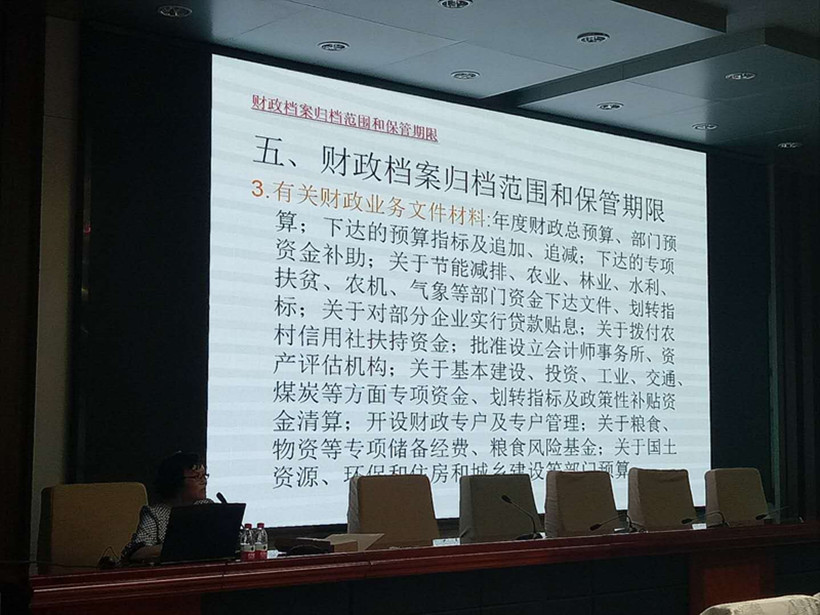 财政档案归档范围和保管期限
五、财政档案归档范围和保管期限
3.有关财政业务文件材料:年度财政总预算、部门预
算；下达的预算指标及追加、追减；下达的专项
资金补助；关于节能减排、农业、林业、水利、
扶贫、农机、气象等部门资金下达文件、划转指
标；关于对部分企业实行贷款贴息；关于拨付农
村信用社扶持资金；批准设立会计师事务所、资
产评估机构；关于基本建设、投资、工业、交通、
煤炭等方面专项资金、划转指标及政策性补贴资
金清算；开设财政专户及专户管理；关于粮食、
物资等专项储备经费、粮食风险基金；关于国土
资源、环保和住房和城乡建设等部门预算